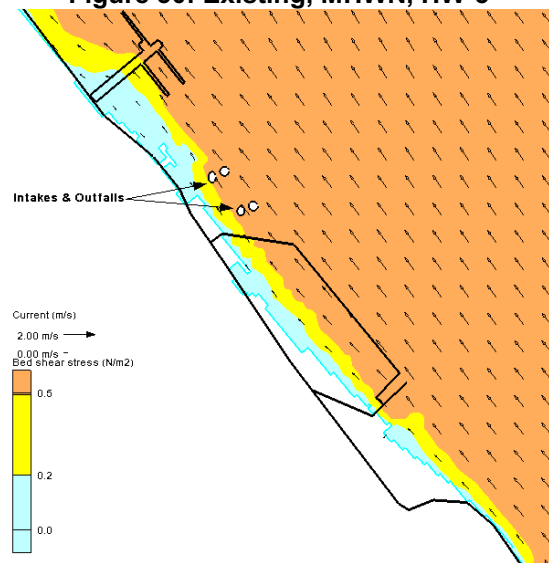 Intakes & Outfalls
Current (m/s)
2.00 m/s
0.00 m/s
Bed shear stress (N/m2)
0.5
0.2
0.0